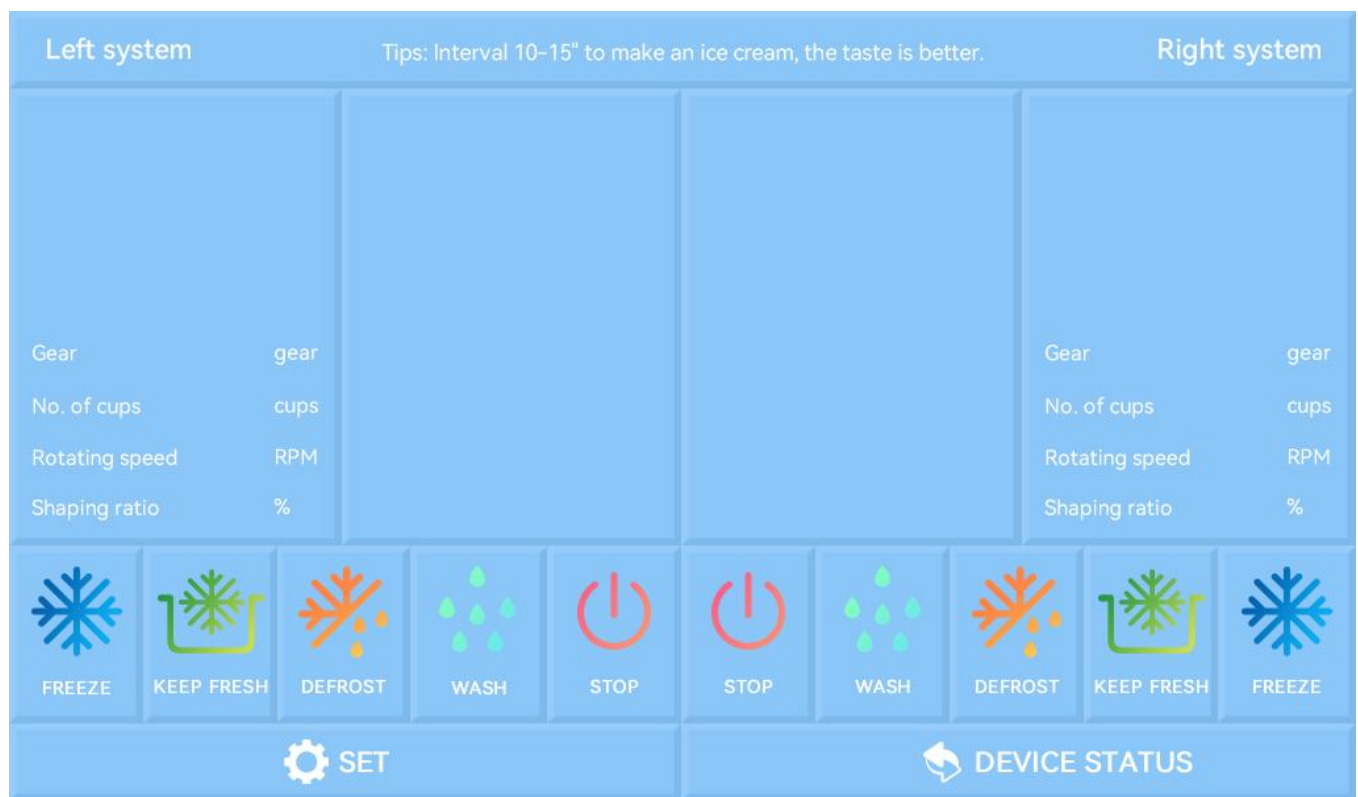 Left system
Tips: Interval 10-15" to make an ice cream, the taste is better.
Right system
Gear gear
No. of cups cups
Rotating speed RPM
Shaping ratio %
Gear gear
No. of cups cups
Rotating speed RPM
Shaping ratio %
FREEZE
KEEP FRESH
DEFROST
WASH
STOP
STOP
WASH
DEFROST
KEEP FRESH
FREEZE
SET
DEVICE STATUS